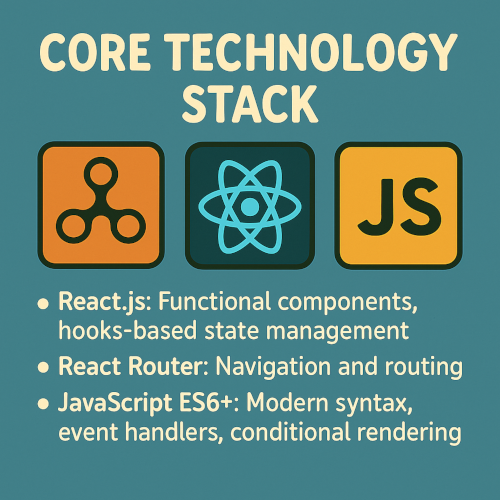 CORE TECHNOLOGY
STACK
JS
• React.js: Functional components,
hooks-based state management
• React Router: Navigation and routing
• JavaScript ES6+: Modern syntax,
event handlers, conditional rendering